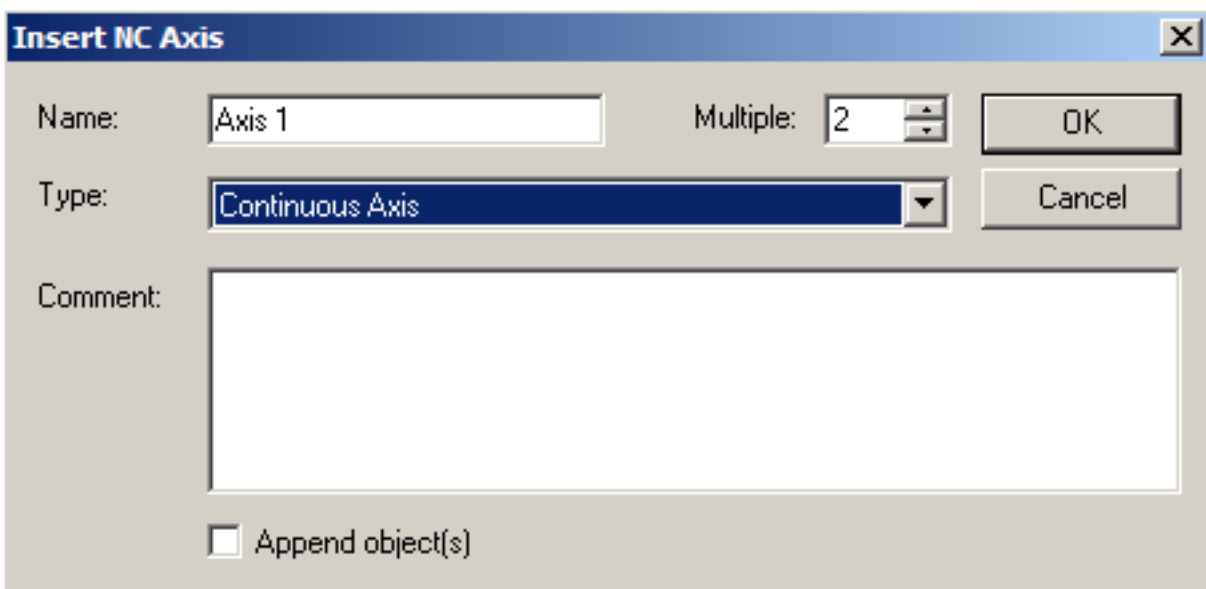 Insert NC Axis
Name: Axis 1 Multiple: 2 OK
Type: Continuous Axis Cancel
Comment:
Append object(s)